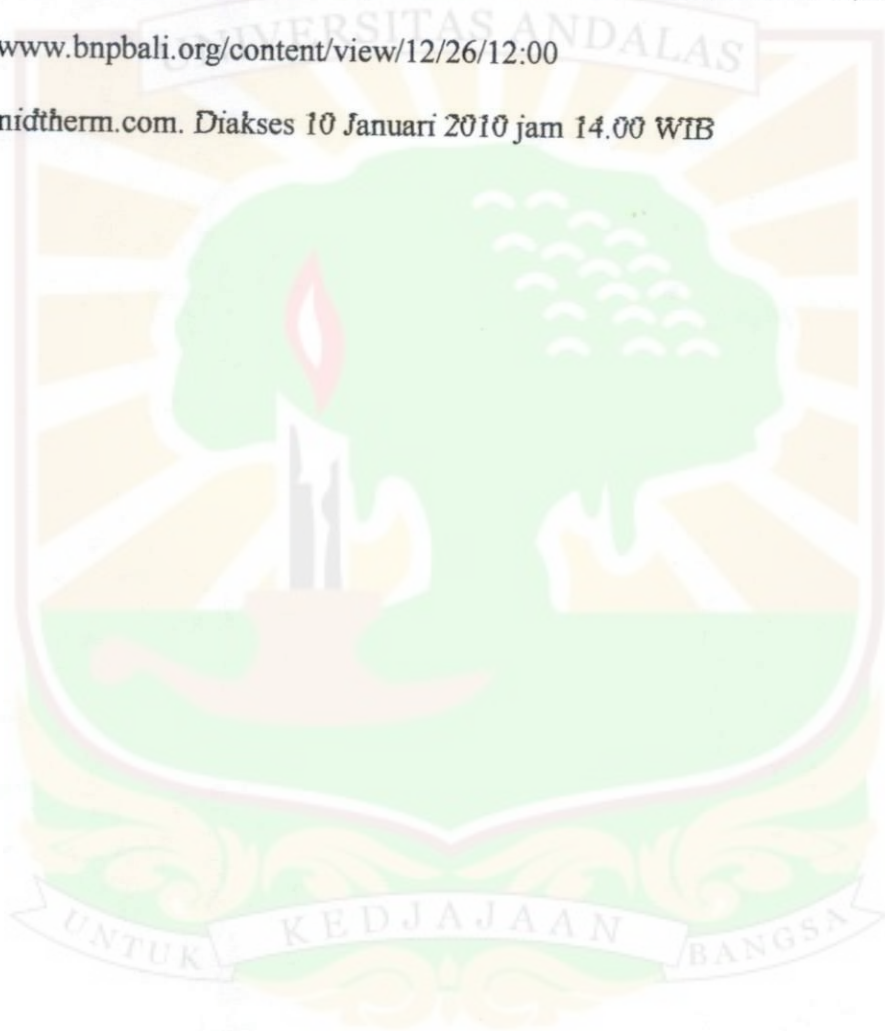 UNIVERSITAS ANDALAS
www.bnpbali.org/content/view/12/26/12:00
nidtherm.com. Diakses 10 Januari 2010 jam 14.00 WIB
UNTUK KEDJAJAAN BANGSA